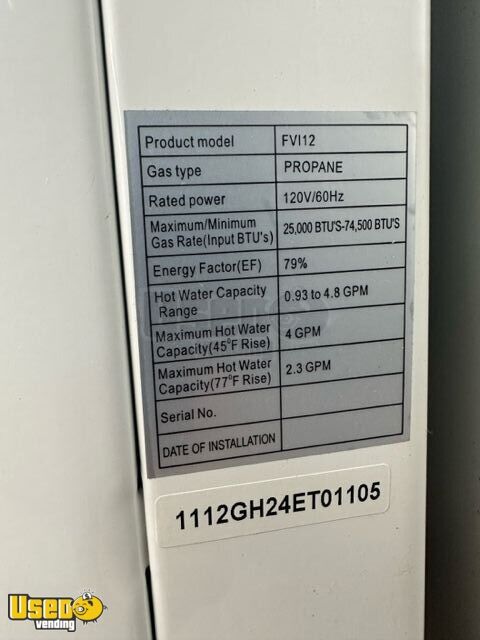 Product model FVI12
Gas type PROPANE
Rated power 120V/60Hz
Maximum/Minimum
Gas Rate(Input BTU's) 25,000 BTU'S-74,500 BTU'S
Energy Factor(EF) 79%
Hot Water Capacity
Range 0.93 to 4.8 GPM
Maximum Hot Water
Capacity(45°F Rise) 4 GPM
Maximum Hot Water
Capacity(77°F Rise) 2.3 GPM
Serial No.
DATE OF INSTALLATION
1112GH24ET01105
Used
vending